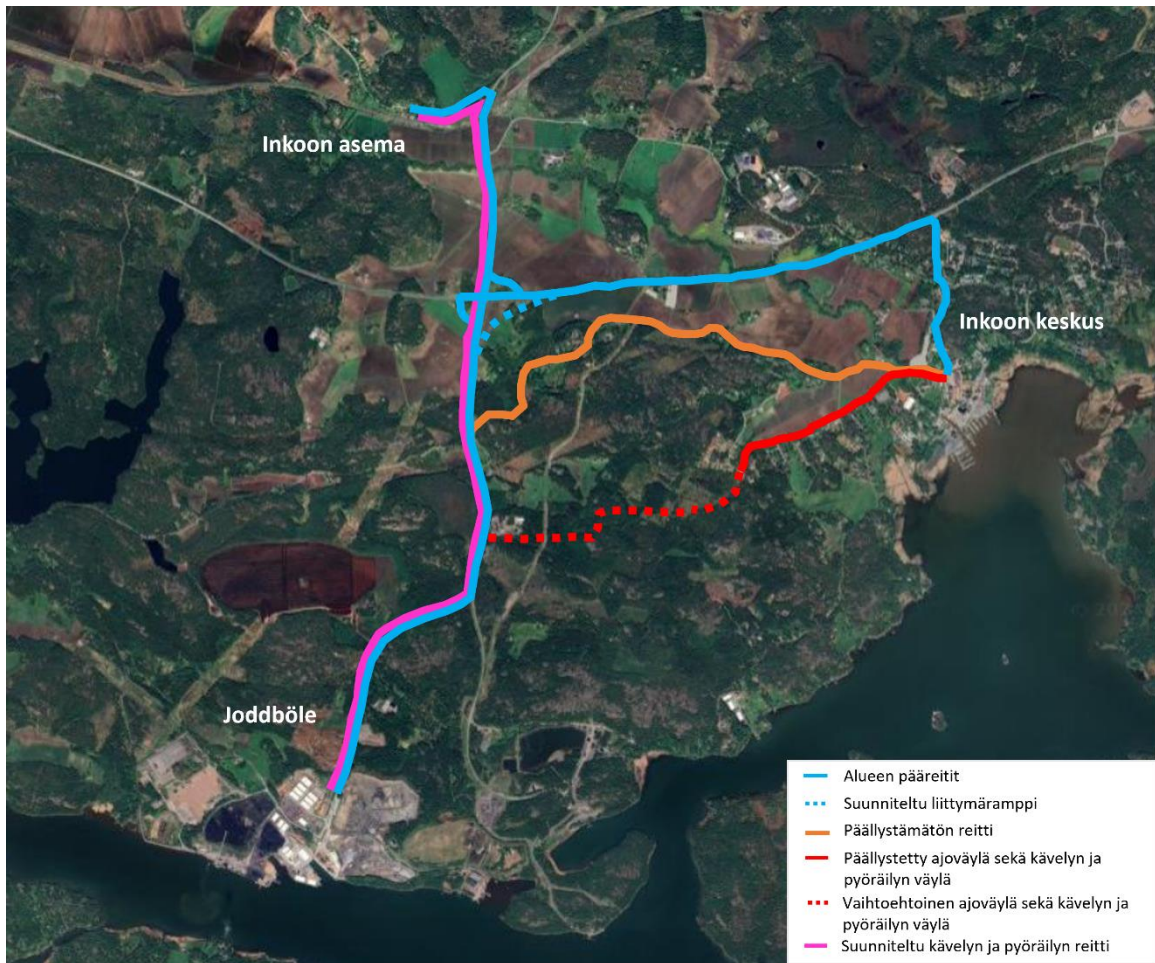 Inkoon asema
Inkoon keskus
Joddböle
Alueen pääreitit
Suunniteltu liittymäramppi
Päällystämätön reitti
Päällystetty ajoväylä sekä kävelyn ja
pyöräilyn väylä
Vaihtoehtoinen ajoväylä sekä kävelyn ja
pyöräilyn väylä
Suunniteltu kävelyn ja pyöräilyn reitti